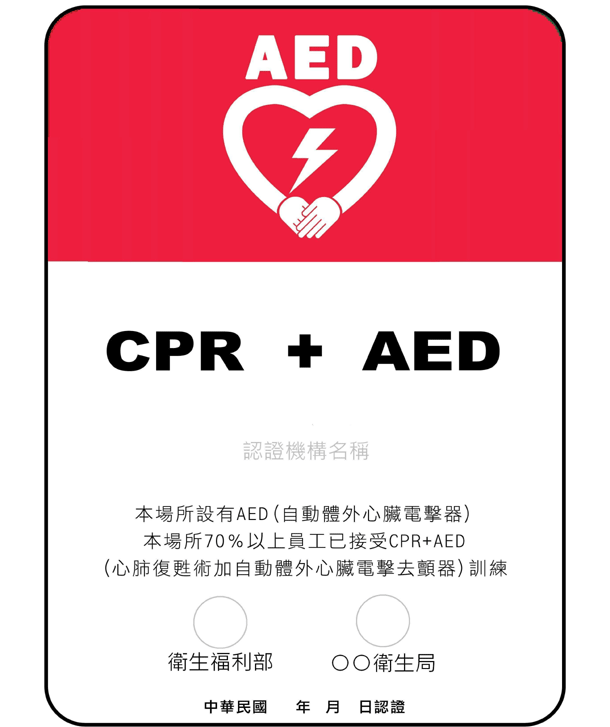 AED
CPR + AED
認證機構名稱
本場所設有AED(自動體外心臟電擊器)
本場所70%以上員工已接受CPR+AED
(心肺復甦術加自動體外心臟電擊去顫器)訓練
衛生福利部 ○○衛生局
中華民國 年 月 日認證